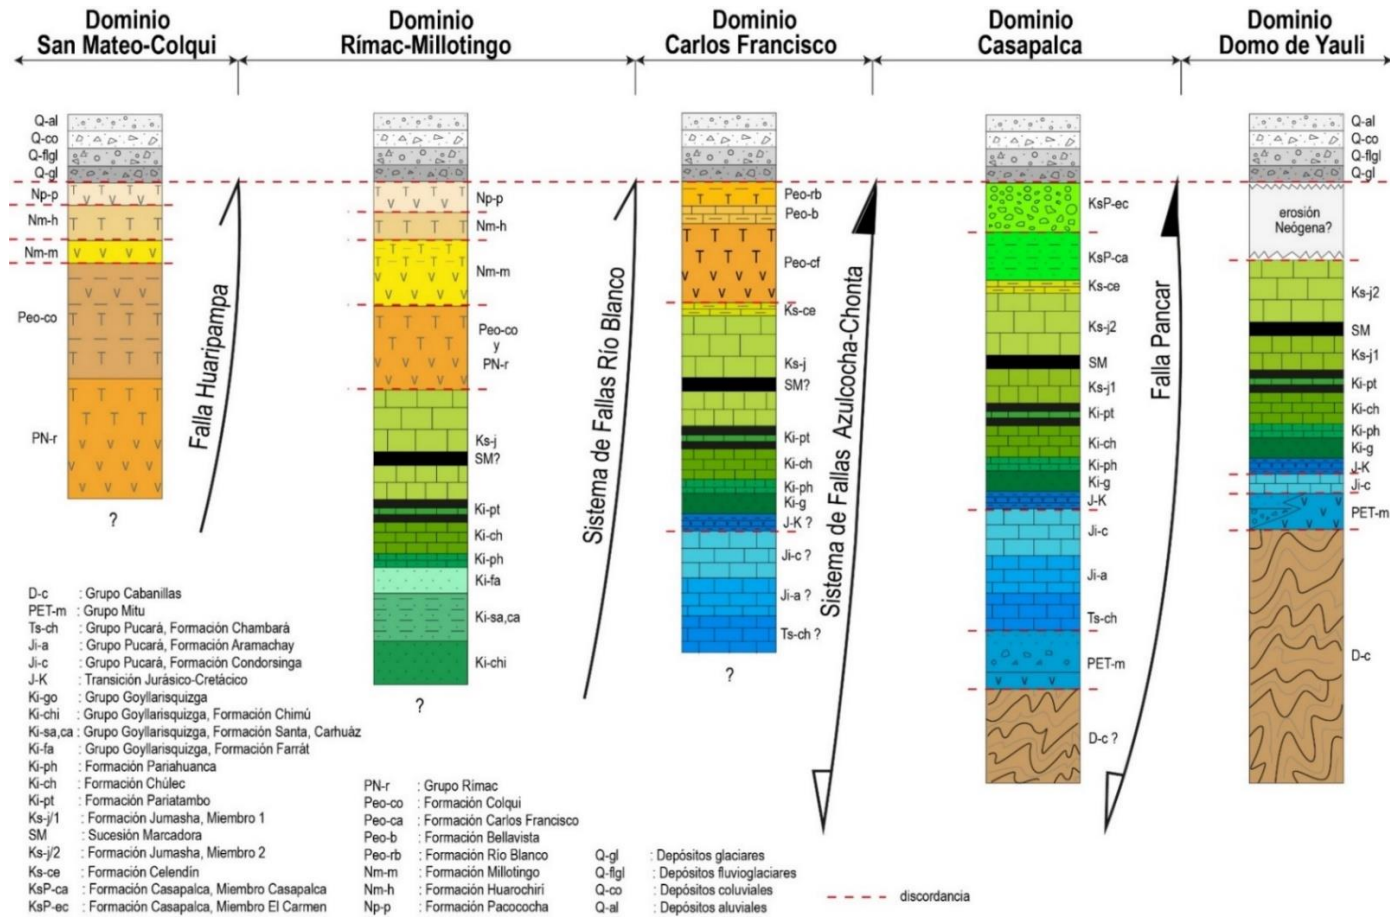 Dominio
San Mateo-Colqui
Dominio
Rímac-Millotingo
Dominio
Carlos Francisco
Dominio
Casapalca
Dominio
Domo de Yauli
Q-al
Q-co
Q-flgl
Q-gl
Np-p
Nm-h
Nm-m
Peo-co
PN-r
?
Falla Huaripampa
Np-p
Nm-h
Nm-m
Peo-co
y
PN-r
Ks-j
SM?
Ki-pt
Ki-ch
Ki-ph
Ki-fa
Ki-sa,ca
Ki-chi
?
Sistema de Fallas Río Blanco
Peo-rb
Peo-b
Peo-cf
Ks-ce
Ks-j
SM?
Ki-pt
Ki-ch
Ki-ph
Ki-g
J-K ?
Ji-c ?
Ji-a ?
Ts-ch ?
?
Sistema de Fallas Azulcocha-Chonta
KsP-ec
KsP-ca
Ks-ce
Ks-j2
SM
Ks-j1
Ki-pt
Ki-ch
Ki-ph
Ki-g
J-K
Ji-c
Ji-a
Ts-ch
PET-m
D-c ?
Falla Pancar
Q-al
Q-co
Q-flgl
Q-gl
erosión
Neógena?
Ks-j2
SM
Ks-j1
Ki-pt
Ki-ch
Ki-ph
Ki-g
J-K
Ji-c
PET-m
D-c
D-c : Grupo Cabanillas
PET-m : Grupo Mitu
Ts-ch : Grupo Pucará, Formación Chambará
Ji-a : Grupo Pucará, Formación Aramachay
Ji-c : Grupo Pucará, Formación Condorsinga
J-K : Transición Jurásico-Cretácico
Ki-go : Grupo Goyllarisquizga
Ki-chi : Grupo Goyllarisquizga, Formación Chimú
Ki-sa,ca : Grupo Goyllarisquizga, Formación Santa, Carhuáz
Ki-fa : Grupo Goyllarisquizga, Formación Farrát
Ki-ph : Formación Pariahuanca
Ki-ch : Formación Chúlec
Ki-pt : Formación Pariatambo
Ks-j/1 : Formación Jumasha, Miembro 1
SM : Sucesión Marcadora
Ks-j/2 : Formación Jumasha, Miembro 2
Ks-ce : Formación Celendín
KsP-ca : Formación Casapalca, Miembro Casapalca
KsP-ec : Formación Casapalca, Miembro El Carmen
PN-r : Grupo Rímac
Peo-co : Formación Colqui
Peo-ca : Formación Carlos Francisco
Peo-b : Formación Bellavista
Peo-rb : Formación Río Blanco
Nm-m : Formación Millotingo
Nm-h : Formación Huarochirí
Np-p : Formación Pacococha
Q-gl : Depósitos glaciares
Q-flgl : Depósitos fluvioglaciares
Q-co : Depósitos coluviales
Q-al : Depósitos aluviales
discordancia